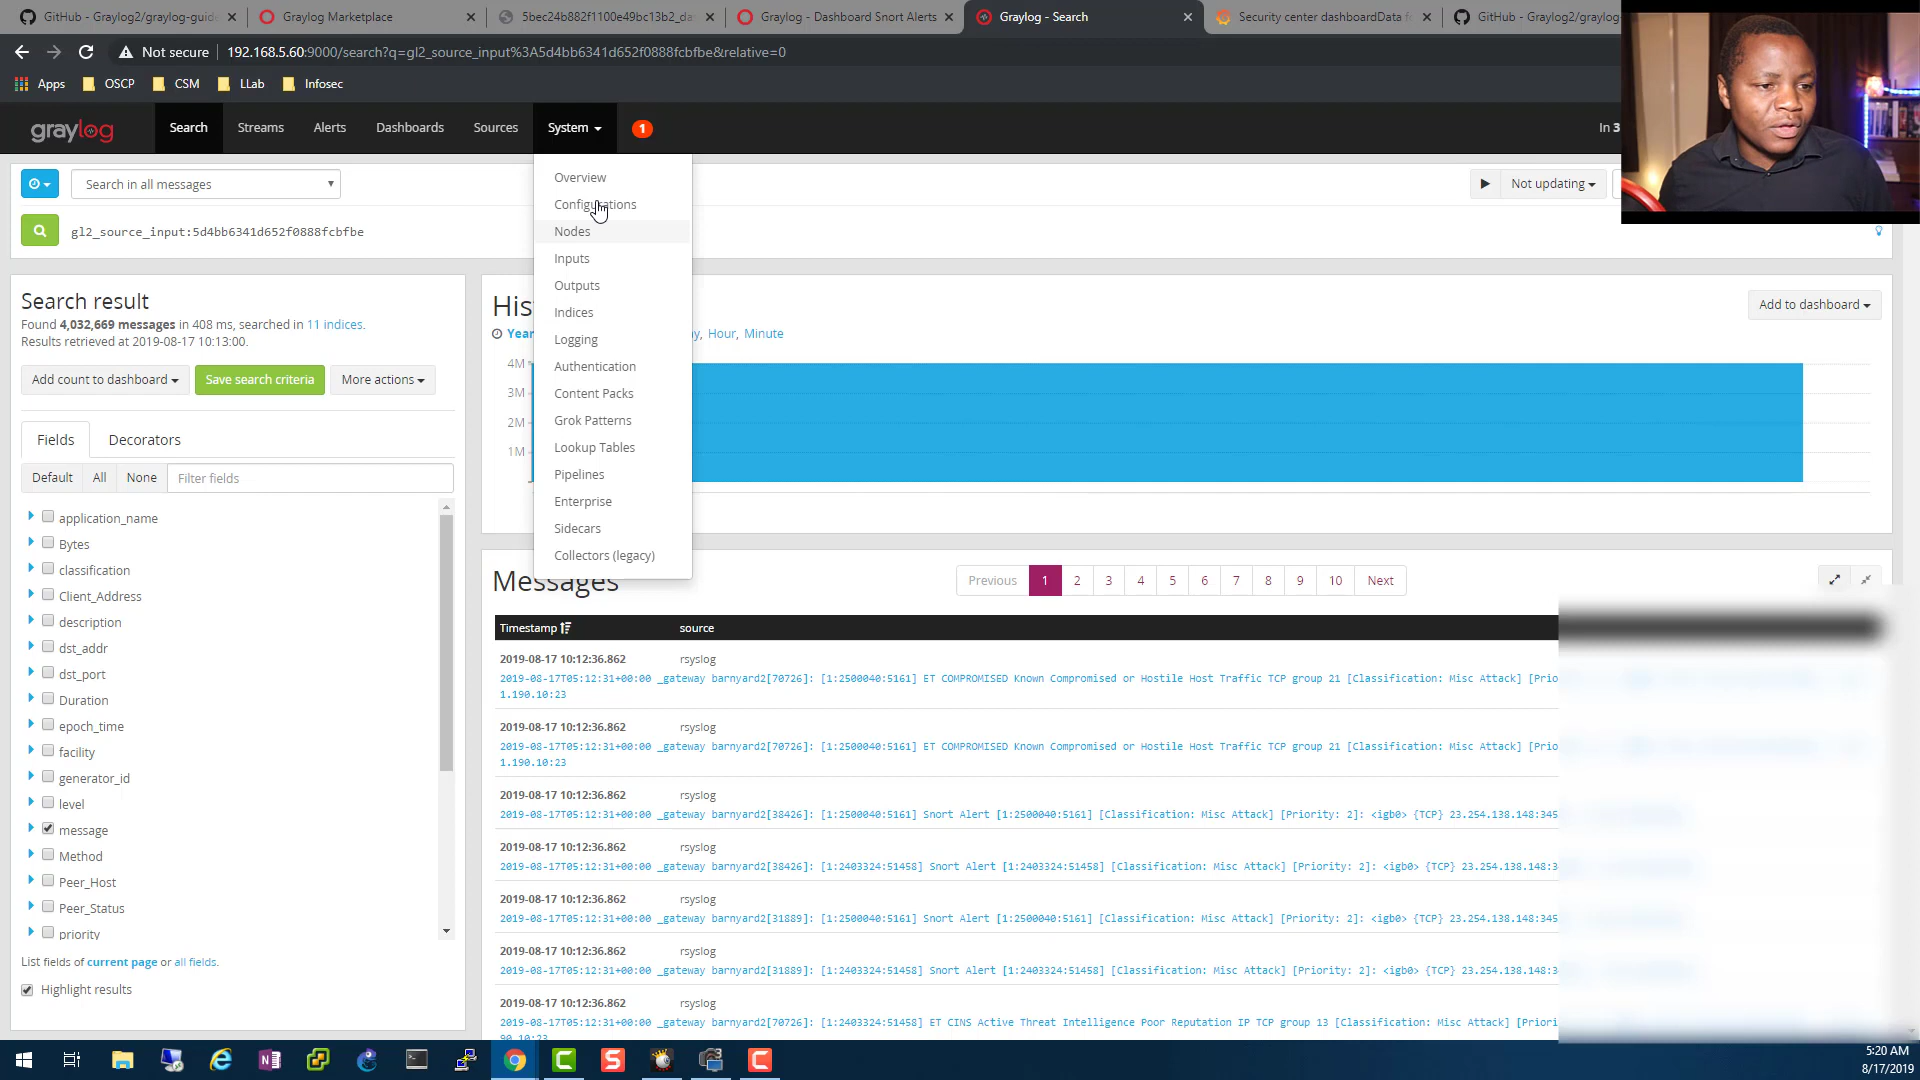 GitHub - Graylog2/graylog-guide
Graylog Marketplace
5bec24b882f1100e49bc13b2_da
Graylog - Dashboard Snort Alerts
Graylog - Search
Security center dashboardData f
GitHub - Graylog2/graylog-
Not secure
192.168.5.60:9000/search?q=gl2_source_input%3A5d4bb6341d652f0888fcbfbe&relative=0
Apps
OSCP
CSM
LLab
Infosec
graylog
Search
Streams
Alerts
Dashboards
Sources
System
1
In 3
Search in all messages
Not updating
gl2_source_input:5d4bb6341d652f0888fcbfbe
Overview
Configurations
Nodes
Inputs
Outputs
Indices
Logging
Authentication
Content Packs
Grok Patterns
Lookup Tables
Pipelines
Enterprise
Sidecars
Collectors (legacy)
Search result
Found 4,032,669 messages in 408 ms, searched in 11 indices.
Results retrieved at 2019-08-17 10:13:00.
Add count to dashboard
Save search criteria
More actions
Fields
Decorators
Default
All
None
Filter fields
application_name
Bytes
classification
Client_Address
description
dst_addr
dst_port
Duration
epoch_time
facility
generator_id
level
message
Method
Peer_Host
Peer_Status
priority
List fields of current page or all fields.
Highlight results
His
Add to dashboard
Year
y, Hour, Minute
4M
3M
2M
1M
Messages
Previous
1
2
3
4
5
6
7
8
9
10
Next
Timestamp
source
2019-08-17 10:12:36.862
rsyslog
2019-08-17T05:12:31+00:00 _gateway barnyard2[70726]: [1:2500040:5161] ET COMPROMISED Known Compromised or Hostile Host Traffic TCP group 21 [Classification: Misc Attack] [Prio
1.190.10:23
2019-08-17 10:12:36.862
rsyslog
2019-08-17T05:12:31+00:00 _gateway barnyard2[70726]: [1:2500040:5161] ET COMPROMISED Known Compromised or Hostile Host Traffic TCP group 21 [Classification: Misc Attack] [Prio
1.190.10:23
2019-08-17 10:12:36.862
rsyslog
2019-08-17T05:12:31+00:00 _gateway barnyard2[38426]: [1:2500040:5161] Snort Alert [1:2500040:5161] [Classification: Misc Attack] [Priority: 2]: <igb0> {TCP} 23.254.138.148:345
2019-08-17 10:12:36.862
rsyslog
2019-08-17T05:12:31+00:00 _gateway barnyard2[38426]: [1:2403324:51458] Snort Alert [1:2403324:51458] [Classification: Misc Attack] [Priority: 2]: <igb0> {TCP} 23.254.138.148:3
2019-08-17 10:12:36.862
rsyslog
2019-08-17T05:12:31+00:00 _gateway barnyard2[31889]: [1:2500040:5161] Snort Alert [1:2500040:5161] [Classification: Misc Attack] [Priority: 2]: <igb0> {TCP} 23.254.138.148:345
2019-08-17 10:12:36.862
rsyslog
2019-08-17T05:12:31+00:00 _gateway barnyard2[31889]: [1:2403324:51458] Snort Alert [1:2403324:51458] [Classification: Misc Attack] [Priority: 2]: <igb0> {TCP} 23.254.138.148:3
2019-08-17 10:12:36.862
rsyslog
2019-08-17T05:12:31+00:00 _gateway barnyard2[70726]: [1:2403324:51458] ET CINS Active Threat Intelligence Poor Reputation IP TCP group 13 [Classification: Misc Attack] [Priori
90.10:23
5:20 AM
8/17/2019